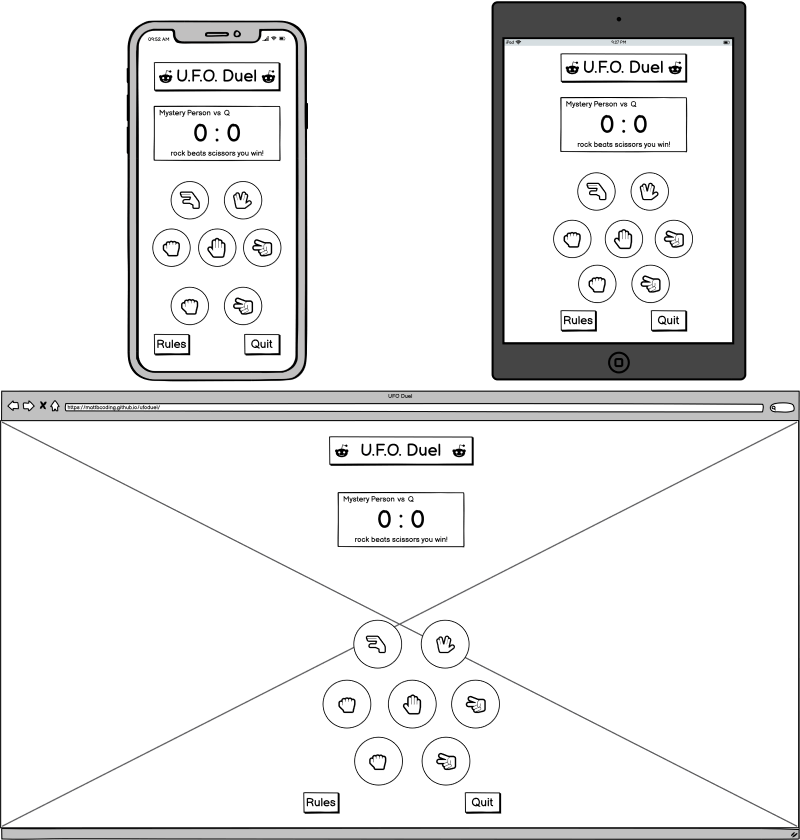 09:52 AM
U.F.O. Duel
Mystery Person vs Q
0 : 0
rock beats scissors you win!
Rules
Quit
iPad
9:27 PM
U.F.O. Duel
Mystery Person vs Q
0 : 0
rock beats scissors you win!
Rules
Quit
UFO Duel
https://mattbcoding.github.io/ufoduel/
U.F.O. Duel
Mystery Person vs Q
0 : 0
rock beats scissors you win!
Rules
Quit